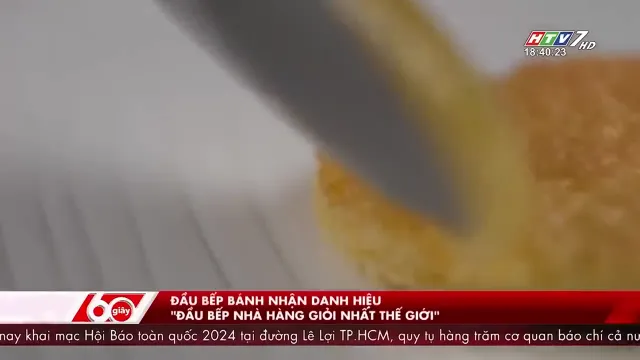 HTV7 HD
18:40:23
60 giây
ĐẦU BẾP BÁNH NHẬN DANH HIỆU
"ĐẦU BẾP NHÀ HÀNG GIỎI NHẤT THẾ GIỚI"
nay khai mạc Hội Báo toàn quốc 2024 tại đường Lê Lợi TP.HCM, quy tụ hàng trăm cơ quan báo chí cả nư